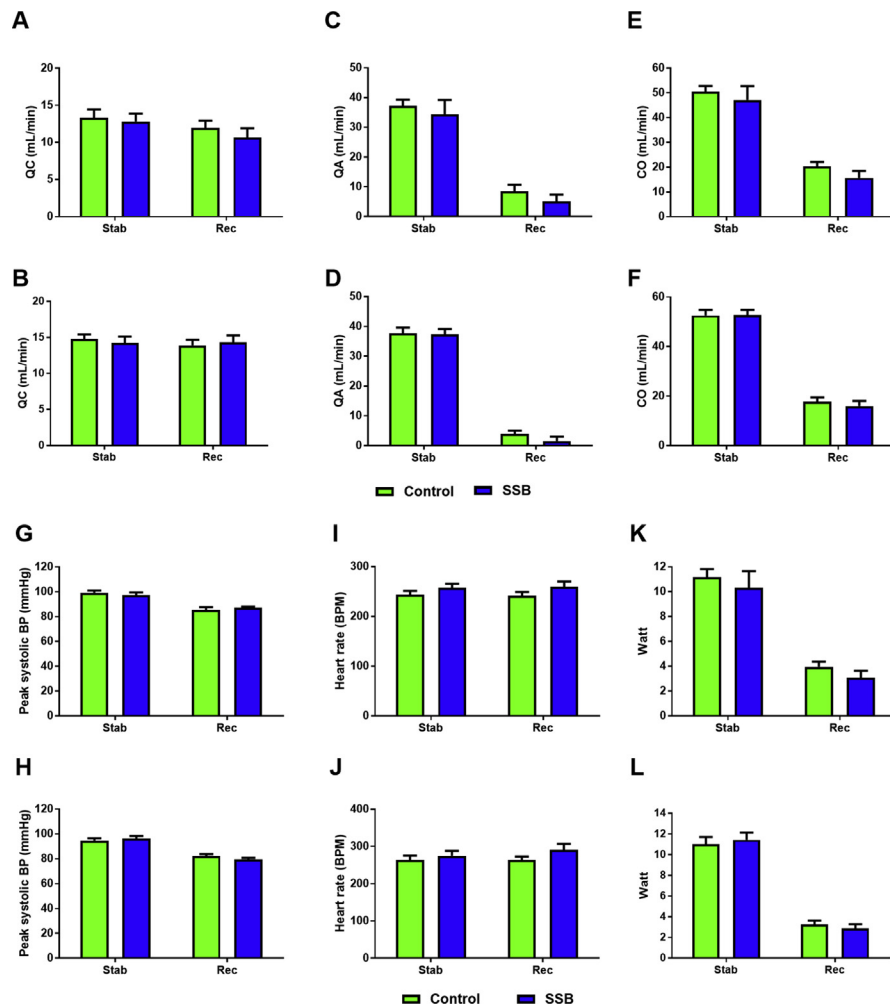 A
C
E
QC (mL/min)
20
15
10
5
0
Stab Rec
QA (mL/min)
50
40
30
20
10
0
Stab Rec
CO (mL/min)
60
50
40
30
20
10
0
Stab Rec
B
D
F
QC (mL/min)
20
15
10
5
0
Stab Rec
QA (mL/min)
50
40
30
20
10
0
Stab Rec
CO (mL/min)
60
40
20
0
Stab Rec
Control SSB
G
I
K
Peak systolic BP (mmHg)
120
100
80
60
40
20
0
Stab Rec
Heart rate (BPM)
300
200
100
0
Stab Rec
Watt
12
10
8
6
4
2
0
Stab Rec
H
J
L
Peak systolic BP (mmHg)
120
100
80
60
40
20
0
Stab Rec
Heart rate (BPM)
400
300
200
100
0
Stab Rec
Watt
14
12
10
8
6
4
2
0
Stab Rec
Control SSB